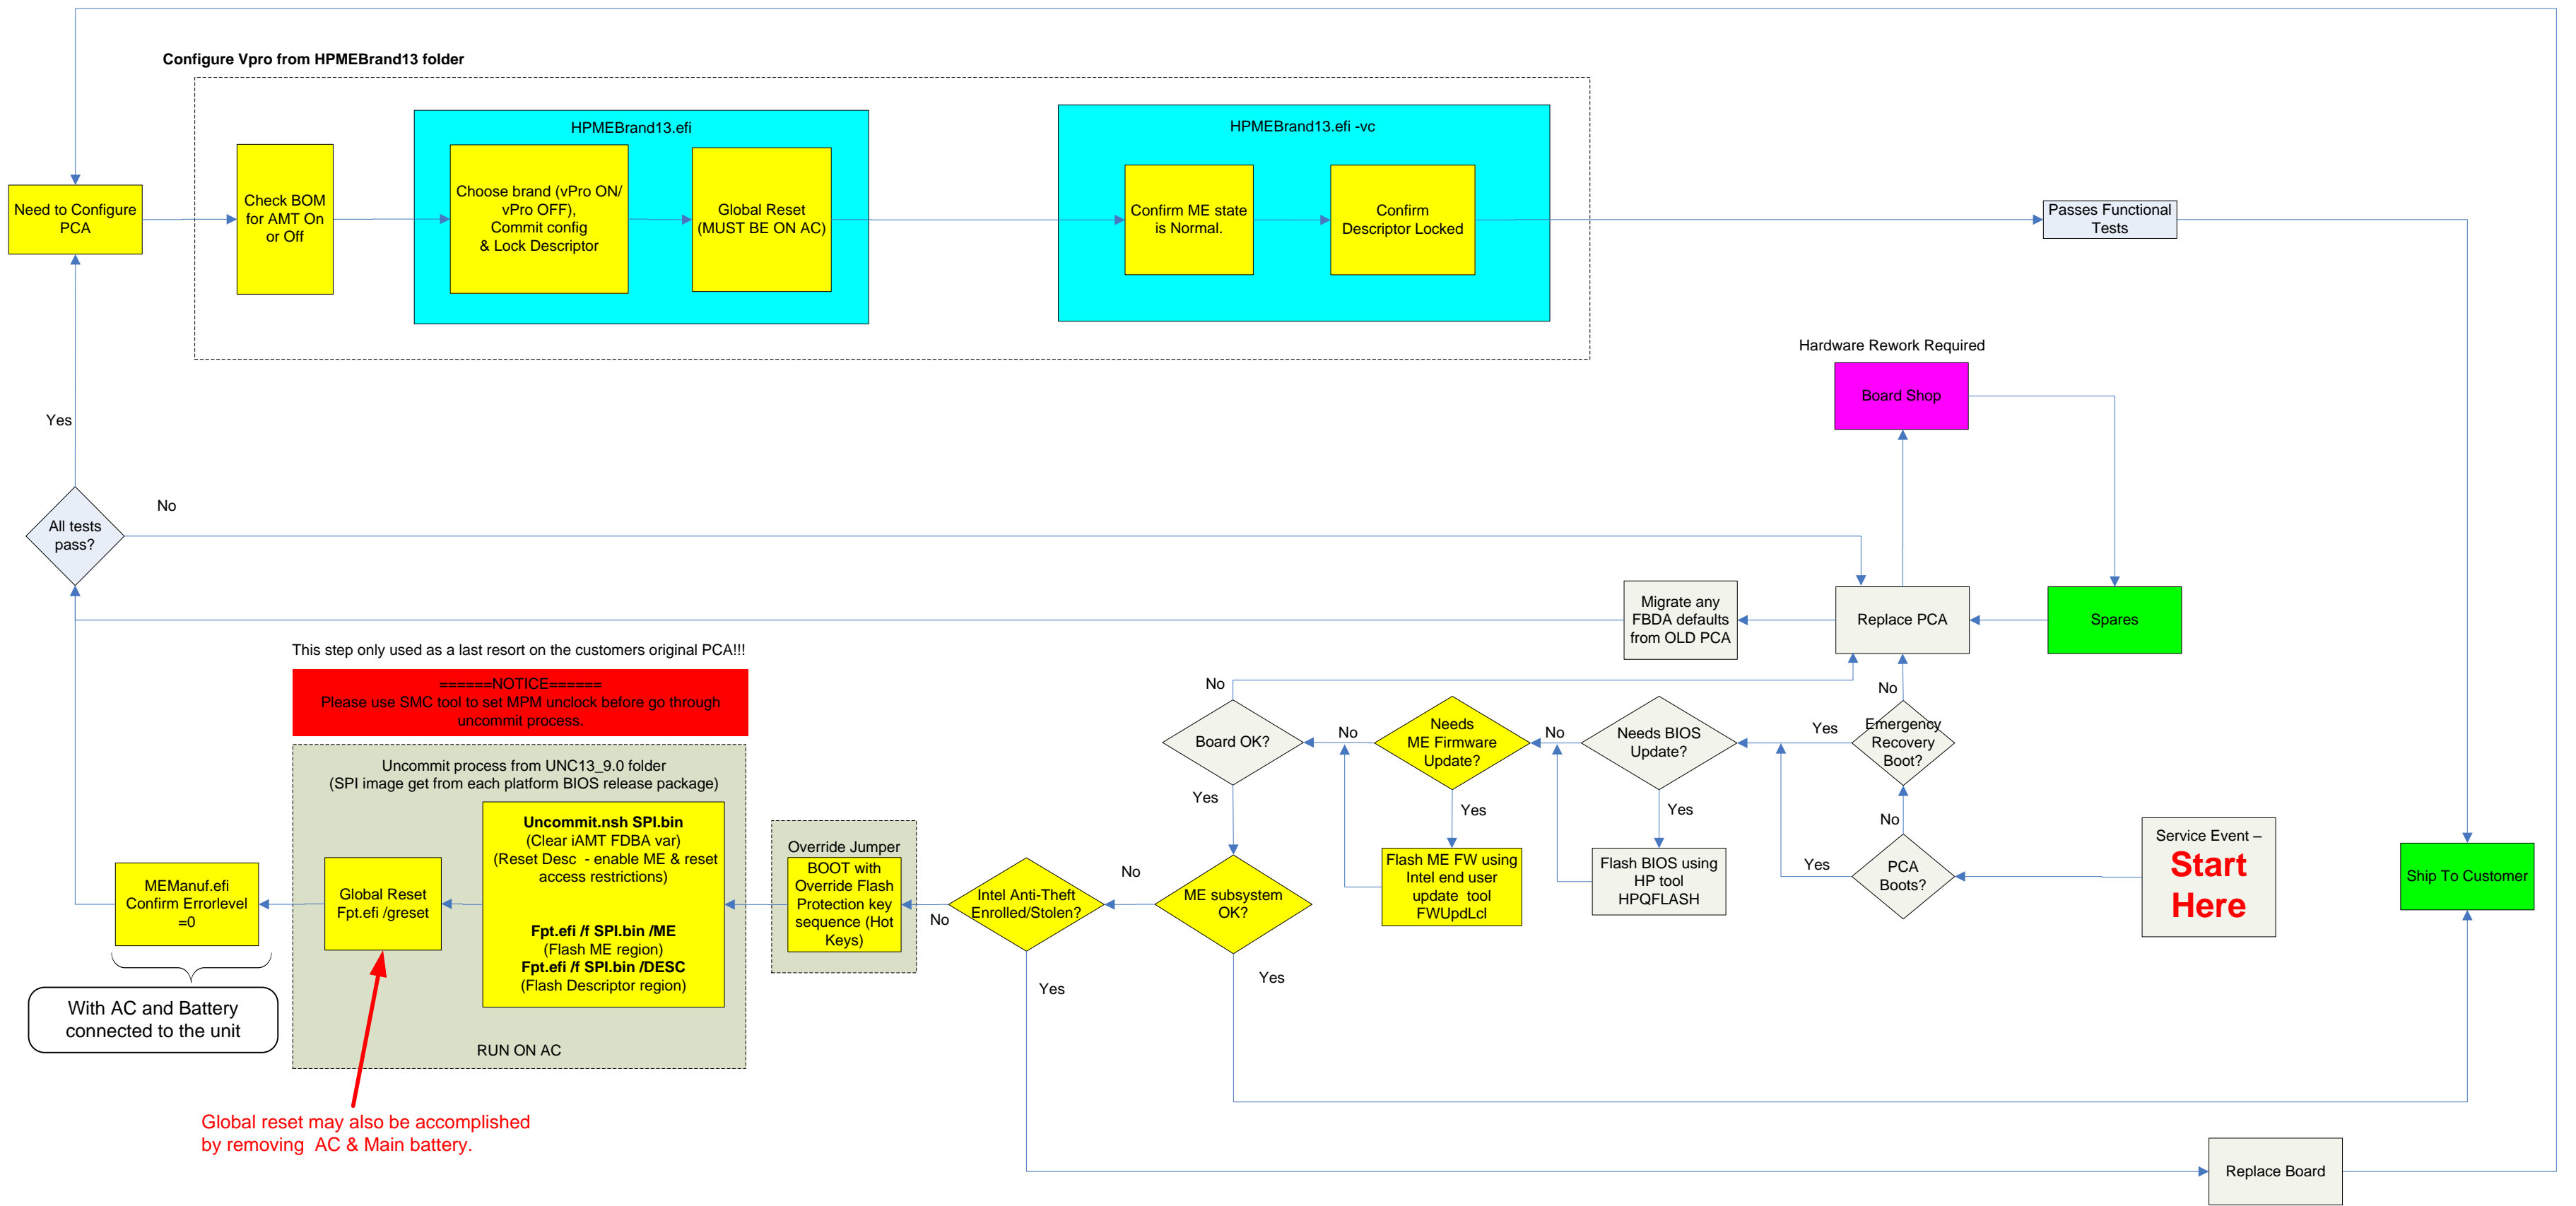 Configure Vpro from HPMEBrand13 folder
HPMEBrand13.efi
HPMEBrand13.efi -vc
Need to Configure
PCA
Check BOM
for AMT On
or Off
Choose brand (vPro ON/
vPro OFF),
Commit config
& Lock Descriptor
Global Reset
(MUST BE ON AC)
Confirm ME state
is Normal.
Confirm
Descriptor Locked
Passes Functional
Tests
Hardware Rework Required
Board Shop
Yes
No
All tests
pass?
Migrate any
FBDA defaults
from OLD PCA
Replace PCA
Spares
This step only used as a last resort on the customers original PCA!!!
======NOTICE======
Please use SMC tool to set MPM unclock before go through
uncommit process.
No
Board OK?
Yes
No
Needs
ME Firmware
Update?
Yes
No
Needs BIOS
Update?
Yes
Yes
No
Emergency
Recovery
Boot?
No
Yes
PCA
Boots?
Service Event –
Start
Here
Uncommit process from UNC13_9.0 folder
(SPI image get from each platform BIOS release package)
Uncommit.nsh SPI.bin
(Clear iAMT FDBA var)
(Reset Desc  - enable ME & reset
access restrictions)
Fpt.efi /f SPI.bin /ME
(Flash ME region)
Fpt.efi /f SPI.bin /DESC
(Flash Descriptor region)
Global Reset
Fpt.efi /greset
RUN ON AC
MEManuf.efi
Confirm Errorlevel
=0
With AC and Battery
connected to the unit
Override Jumper
BOOT with
Override Flash
Protection key
sequence (Hot
Keys)
No
Intel Anti-Theft
Enrolled/Stolen?
Yes
No
ME subsystem
OK?
Yes
Flash ME FW using
Intel end user
update  tool
FWUpdLcl
Flash BIOS using
HP tool
HPQFLASH
Ship To Customer
Global reset may also be accomplished
by removing  AC & Main battery.
Replace Board